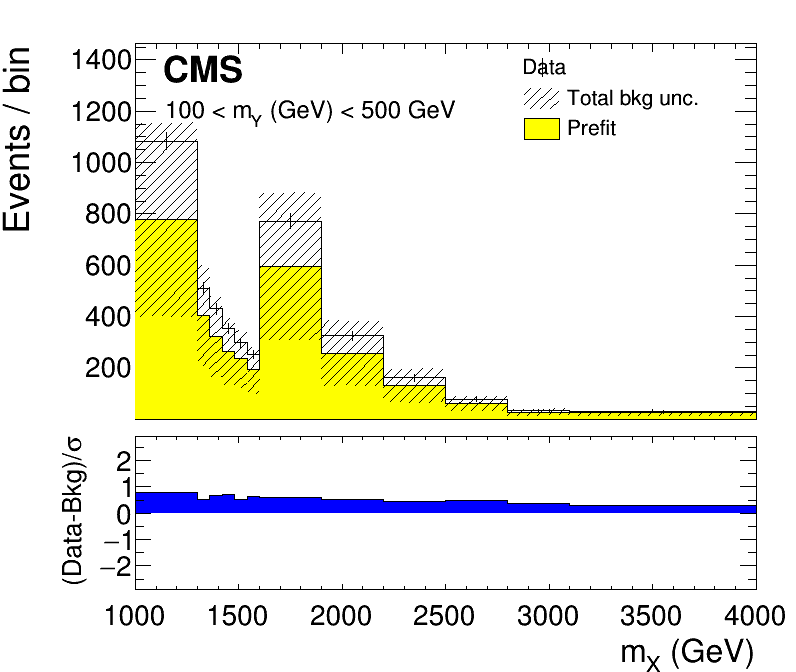 CMS
100 < mY (GeV) < 500 GeV
Data
Total bkg unc.
Prefit
Events / bin
1400
1200
1000
800
600
400
200
(Data-Bkg)/σ
2
1
0
−1
−2
1000 1500 2000 2500 3000 3500 4000
mX (GeV)